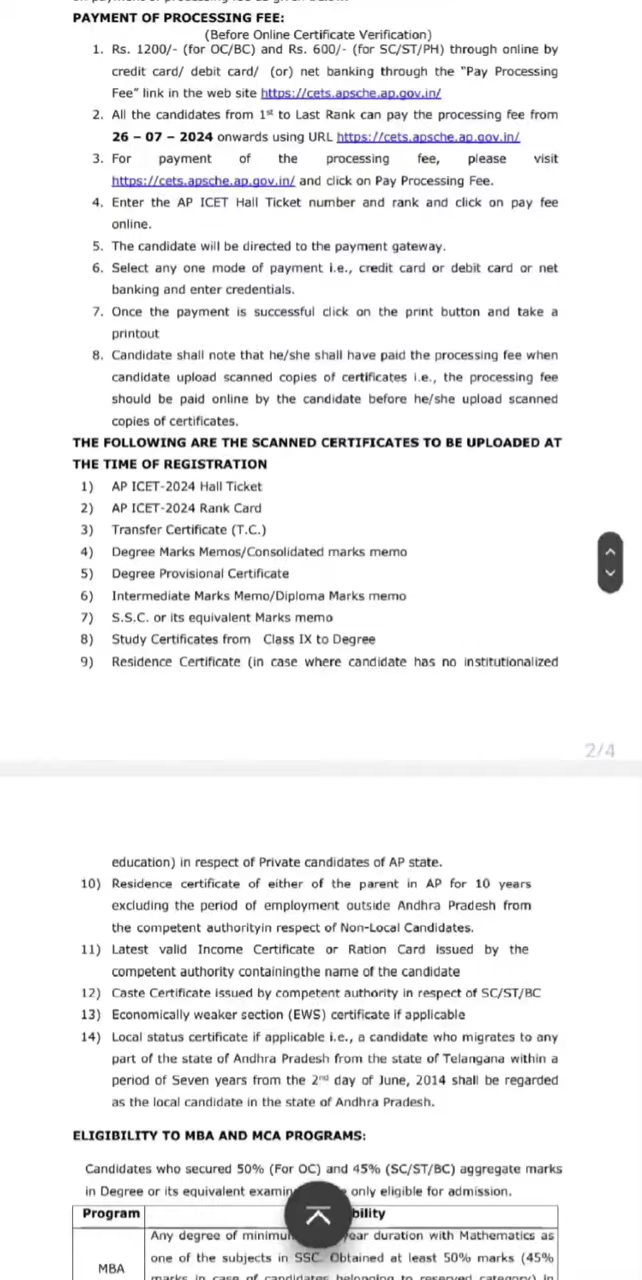 PAYMENT OF PROCESSING FEE:
(Before Online Certificate Verification)
1. Rs. 1200/- (for OC/BC) and Rs. 600/- (for SC/ST/PH) through online by
credit card/ debit card/ (or) net banking through the "Pay Processing
Fee" link in the web site https://cets.apsche.ap.gov.in/
2. All the candidates from 1st to Last Rank can pay the processing fee from
26 – 07 – 2024 onwards using URL https://cets.apsche.ap.gov.in/
3. For payment of the processing fee, please visit
https://cets.apsche.ap.gov.in/ and click on Pay Processing Fee.
4. Enter the AP ICET Hall Ticket number and rank and click on pay fee
online.
5. The candidate will be directed to the payment gateway.
6. Select any one mode of payment i.e., credit card or debit card or net
banking and enter credentials.
7. Once the payment is successful click on the print button and take a
printout
8. Candidate shall note that he/she shall have paid the processing fee when
candidate upload scanned copies of certificates i.e., the processing fee
should be paid online by the candidate before he/she upload scanned
copies of certificates.
THE FOLLOWING ARE THE SCANNED CERTIFICATES TO BE UPLOADED AT
THE TIME OF REGISTRATION
1) AP ICET-2024 Hall Ticket
2) AP ICET-2024 Rank Card
3) Transfer Certificate (T.C.)
4) Degree Marks Memos/Consolidated marks memo
5) Degree Provisional Certificate
6) Intermediate Marks Memo/Diploma Marks memo
7) S.S.C. or its equivalent Marks memo
8) Study Certificates from Class IX to Degree
9) Residence Certificate (in case where candidate has no institutionalized
2/4
education) in respect of Private candidates of AP state.
10) Residence certificate of either of the parent in AP for 10 years
excluding the period of employment outside Andhra Pradesh from
the competent authorityin respect of Non-Local Candidates.
11) Latest valid Income Certificate or Ration Card issued by the
competent authority containingthe name of the candidate
12) Caste Certificate issued by competent authority in respect of SC/ST/BC
13) Economically weaker section (EWS) certificate if applicable
14) Local status certificate if applicable i.e., a candidate who migrates to any
part of the state of Andhra Pradesh from the state of Telangana within a
period of Seven years from the 2nd day of June, 2014 shall be regarded
as the local candidate in the state of Andhra Pradesh.
ELIGIBILITY TO MBA AND MCA PROGRAMS:
Candidates who secured 50% (For OC) and 45% (SC/ST/BC) aggregate marks
in Degree or its equivalent only eligible for admission.
Program
Any degree of duration with Mathematics as
one of the subjects in SSC. Obtained at least 50% marks (45%
MBA
marks in case of candidates belonging to reserved category) in